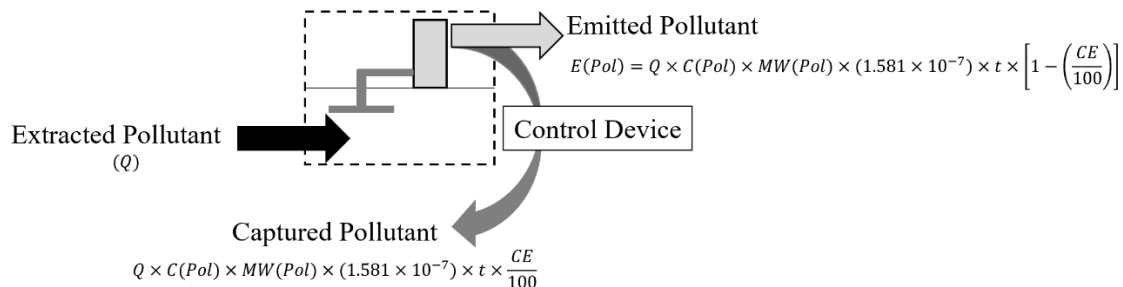 Emitted Pollutant
E(Pol) = Q × C(Pol) × MW(Pol) × (1.581 × 10⁻⁷) × t × [1 − (CE/100)]
Control Device
Extracted Pollutant
(Q)
Captured Pollutant
Q × C(Pol) × MW(Pol) × (1.581 × 10⁻⁷) × t × CE/100